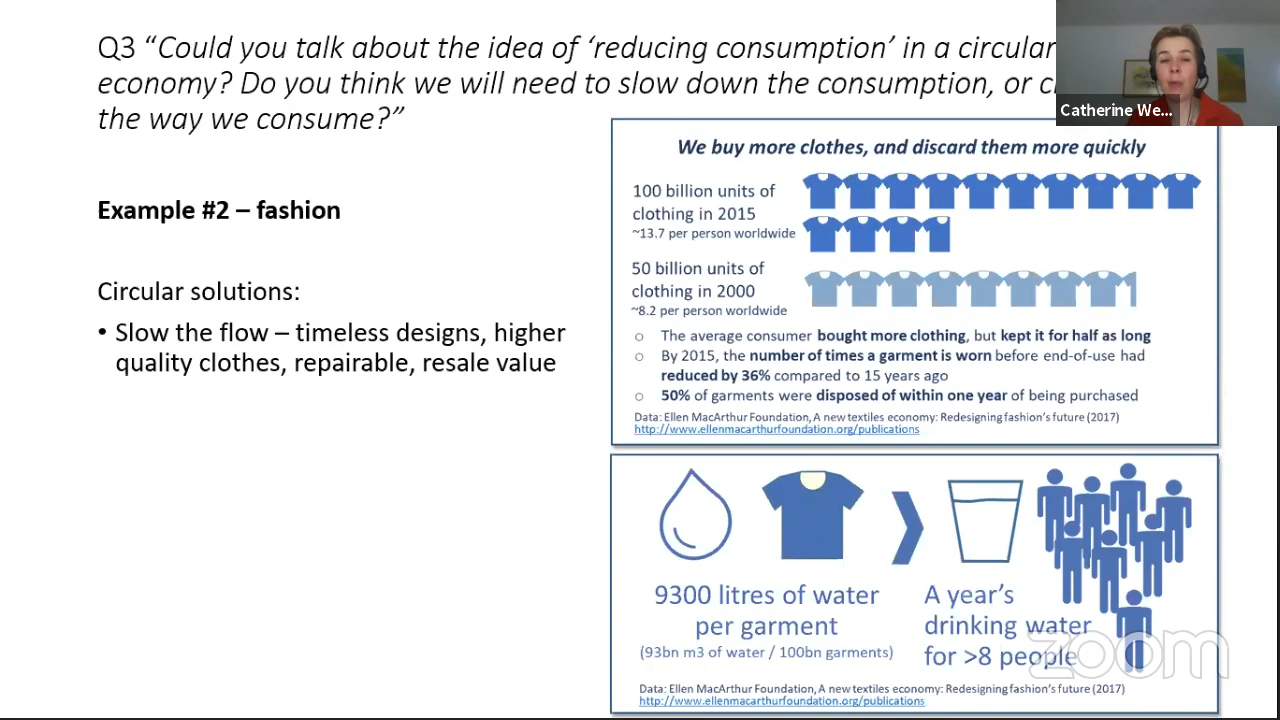 Q3 “Could you talk about the idea of ‘reducing consumption’ in a circular
economy? Do you think we will need to slow down the consumption, or
the way we consume?”
Catherine We...
Example #2 – fashion
Circular solutions:
• Slow the flow – timeless designs, higher
quality clothes, repairable, resale value
We buy more clothes, and discard them more quickly
100 billion units of
clothing in 2015
~13.7 per person worldwide
50 billion units of
clothing in 2000
~8.2 per person worldwide
o The average consumer bought more clothing, but kept it for half as long
o By 2015, the number of times a garment is worn before end-of-use had
reduced by 36% compared to 15 years ago
o 50% of garments were disposed of within one year of being purchased
Data: Ellen MacArthur Foundation, A new textiles economy: Redesigning fashion’s future (2017)
http://www.ellenmacarthurfoundation.org/publications
9300 litres of water
per garment
(93bn m3 of water / 100bn garments)
A year’s
drinking water
for >8 people
zoom
Data: Ellen MacArthur Foundation, A new textiles economy: Redesigning fashion’s future (2017)
http://www.ellenmacarthurfoundation.org/publications